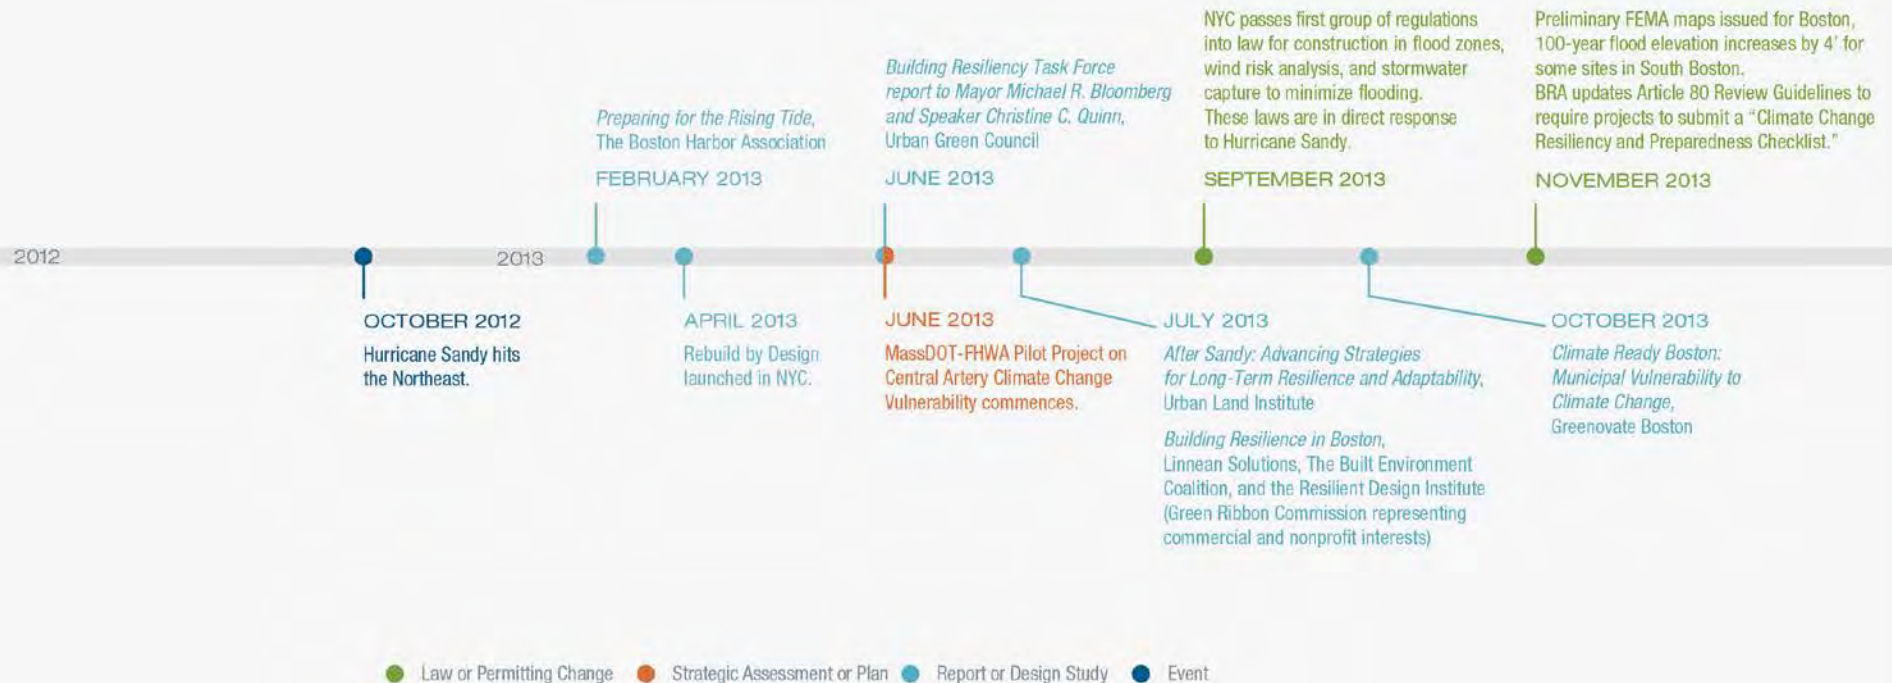 Preparing for the Rising Tide,
The Boston Harbor Association
FEBRUARY 2013
Building Resiliency Task Force
report to Mayor Michael R. Bloomberg
and Speaker Christine C. Quinn,
Urban Green Council
JUNE 2013
NYC passes first group of regulations
into law for construction in flood zones,
wind risk analysis, and stormwater
capture to minimize flooding.
These laws are in direct response
to Hurricane Sandy.
SEPTEMBER 2013
Preliminary FEMA maps issued for Boston,
100-year flood elevation increases by 4' for
some sites in South Boston.
BRA updates Article 80 Review Guidelines to
require projects to submit a “Climate Change
Resiliency and Preparedness Checklist.”
NOVEMBER 2013
2012
2013
OCTOBER 2012
Hurricane Sandy hits
the Northeast.
APRIL 2013
Rebuild by Design
launched in NYC.
JUNE 2013
MassDOT-FHWA Pilot Project on
Central Artery Climate Change
Vulnerability commences.
JULY 2013
After Sandy: Advancing Strategies
for Long-Term Resilience and Adaptability,
Urban Land Institute
Building Resilience in Boston,
Linnean Solutions, The Built Environment
Coalition, and the Resilient Design Institute
(Green Ribbon Commission representing
commercial and nonprofit interests)
OCTOBER 2013
Climate Ready Boston:
Municipal Vulnerability to
Climate Change,
Greenovate Boston
Law or Permitting Change
Strategic Assessment or Plan
Report or Design Study
Event